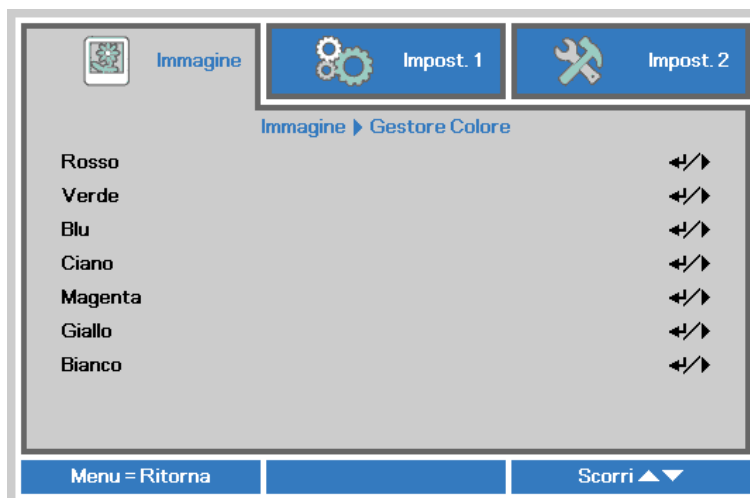 Immagine
Impost. 1
Impost. 2
Immagine Gestore Colore
Rosso
Verde
Blu
Ciano
Magenta
Giallo
Bianco
Menu = Ritorna
Scorri